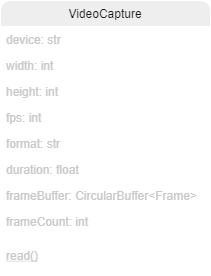 VideoCapture
device: str
width: int
height: int
fps: int
format: str
duration: float
frameBuffer: CircularBuffer<Frame>
frameCount: int
read()